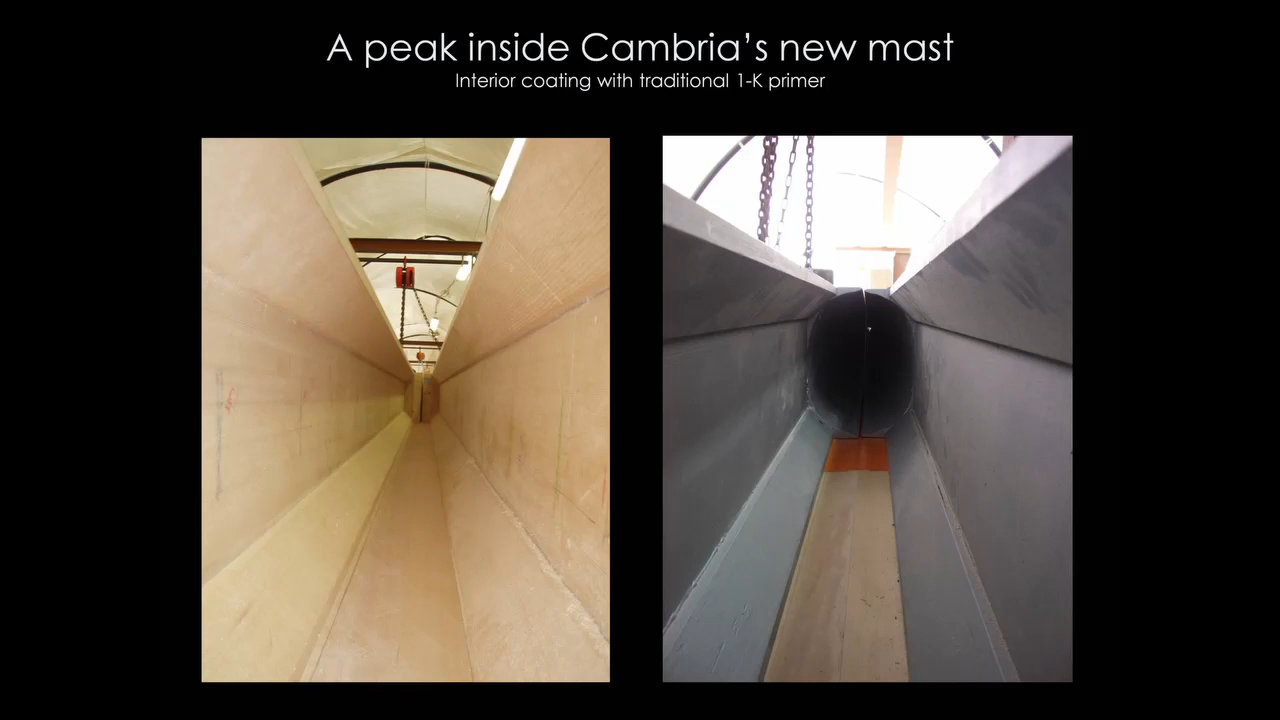 A peak inside Cambria’s new mast
Interior coating with traditional 1-K primer